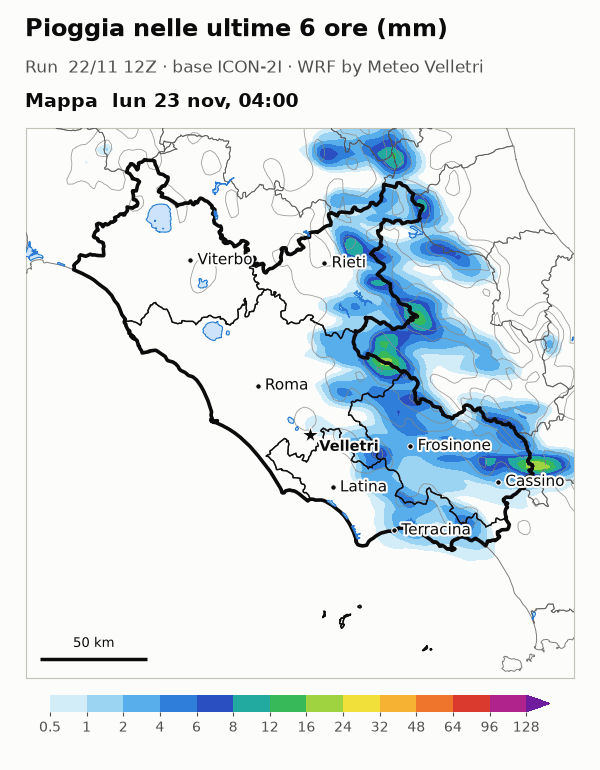 Pioggia nelle ultime 6 ore (mm)
Run 22/11 12Z · base ICON-2I · WRF by Meteo Velletri
Mappa lun 23 nov, 04:00
Viterbo
Rieti
Roma
Velletri
Frosinone
Latina
Cassino
Terracina
50 km
0.5 1 2 4 6 8 12 16 24 32 48 64 96 128